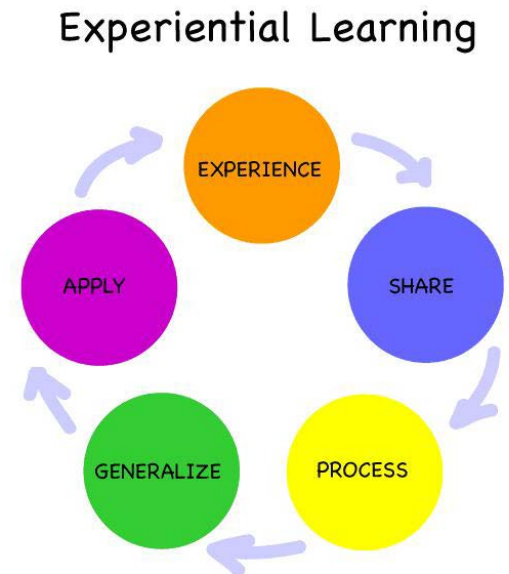 Experiential Learning
EXPERIENCE
SHARE
PROCESS
GENERALIZE
APPLY